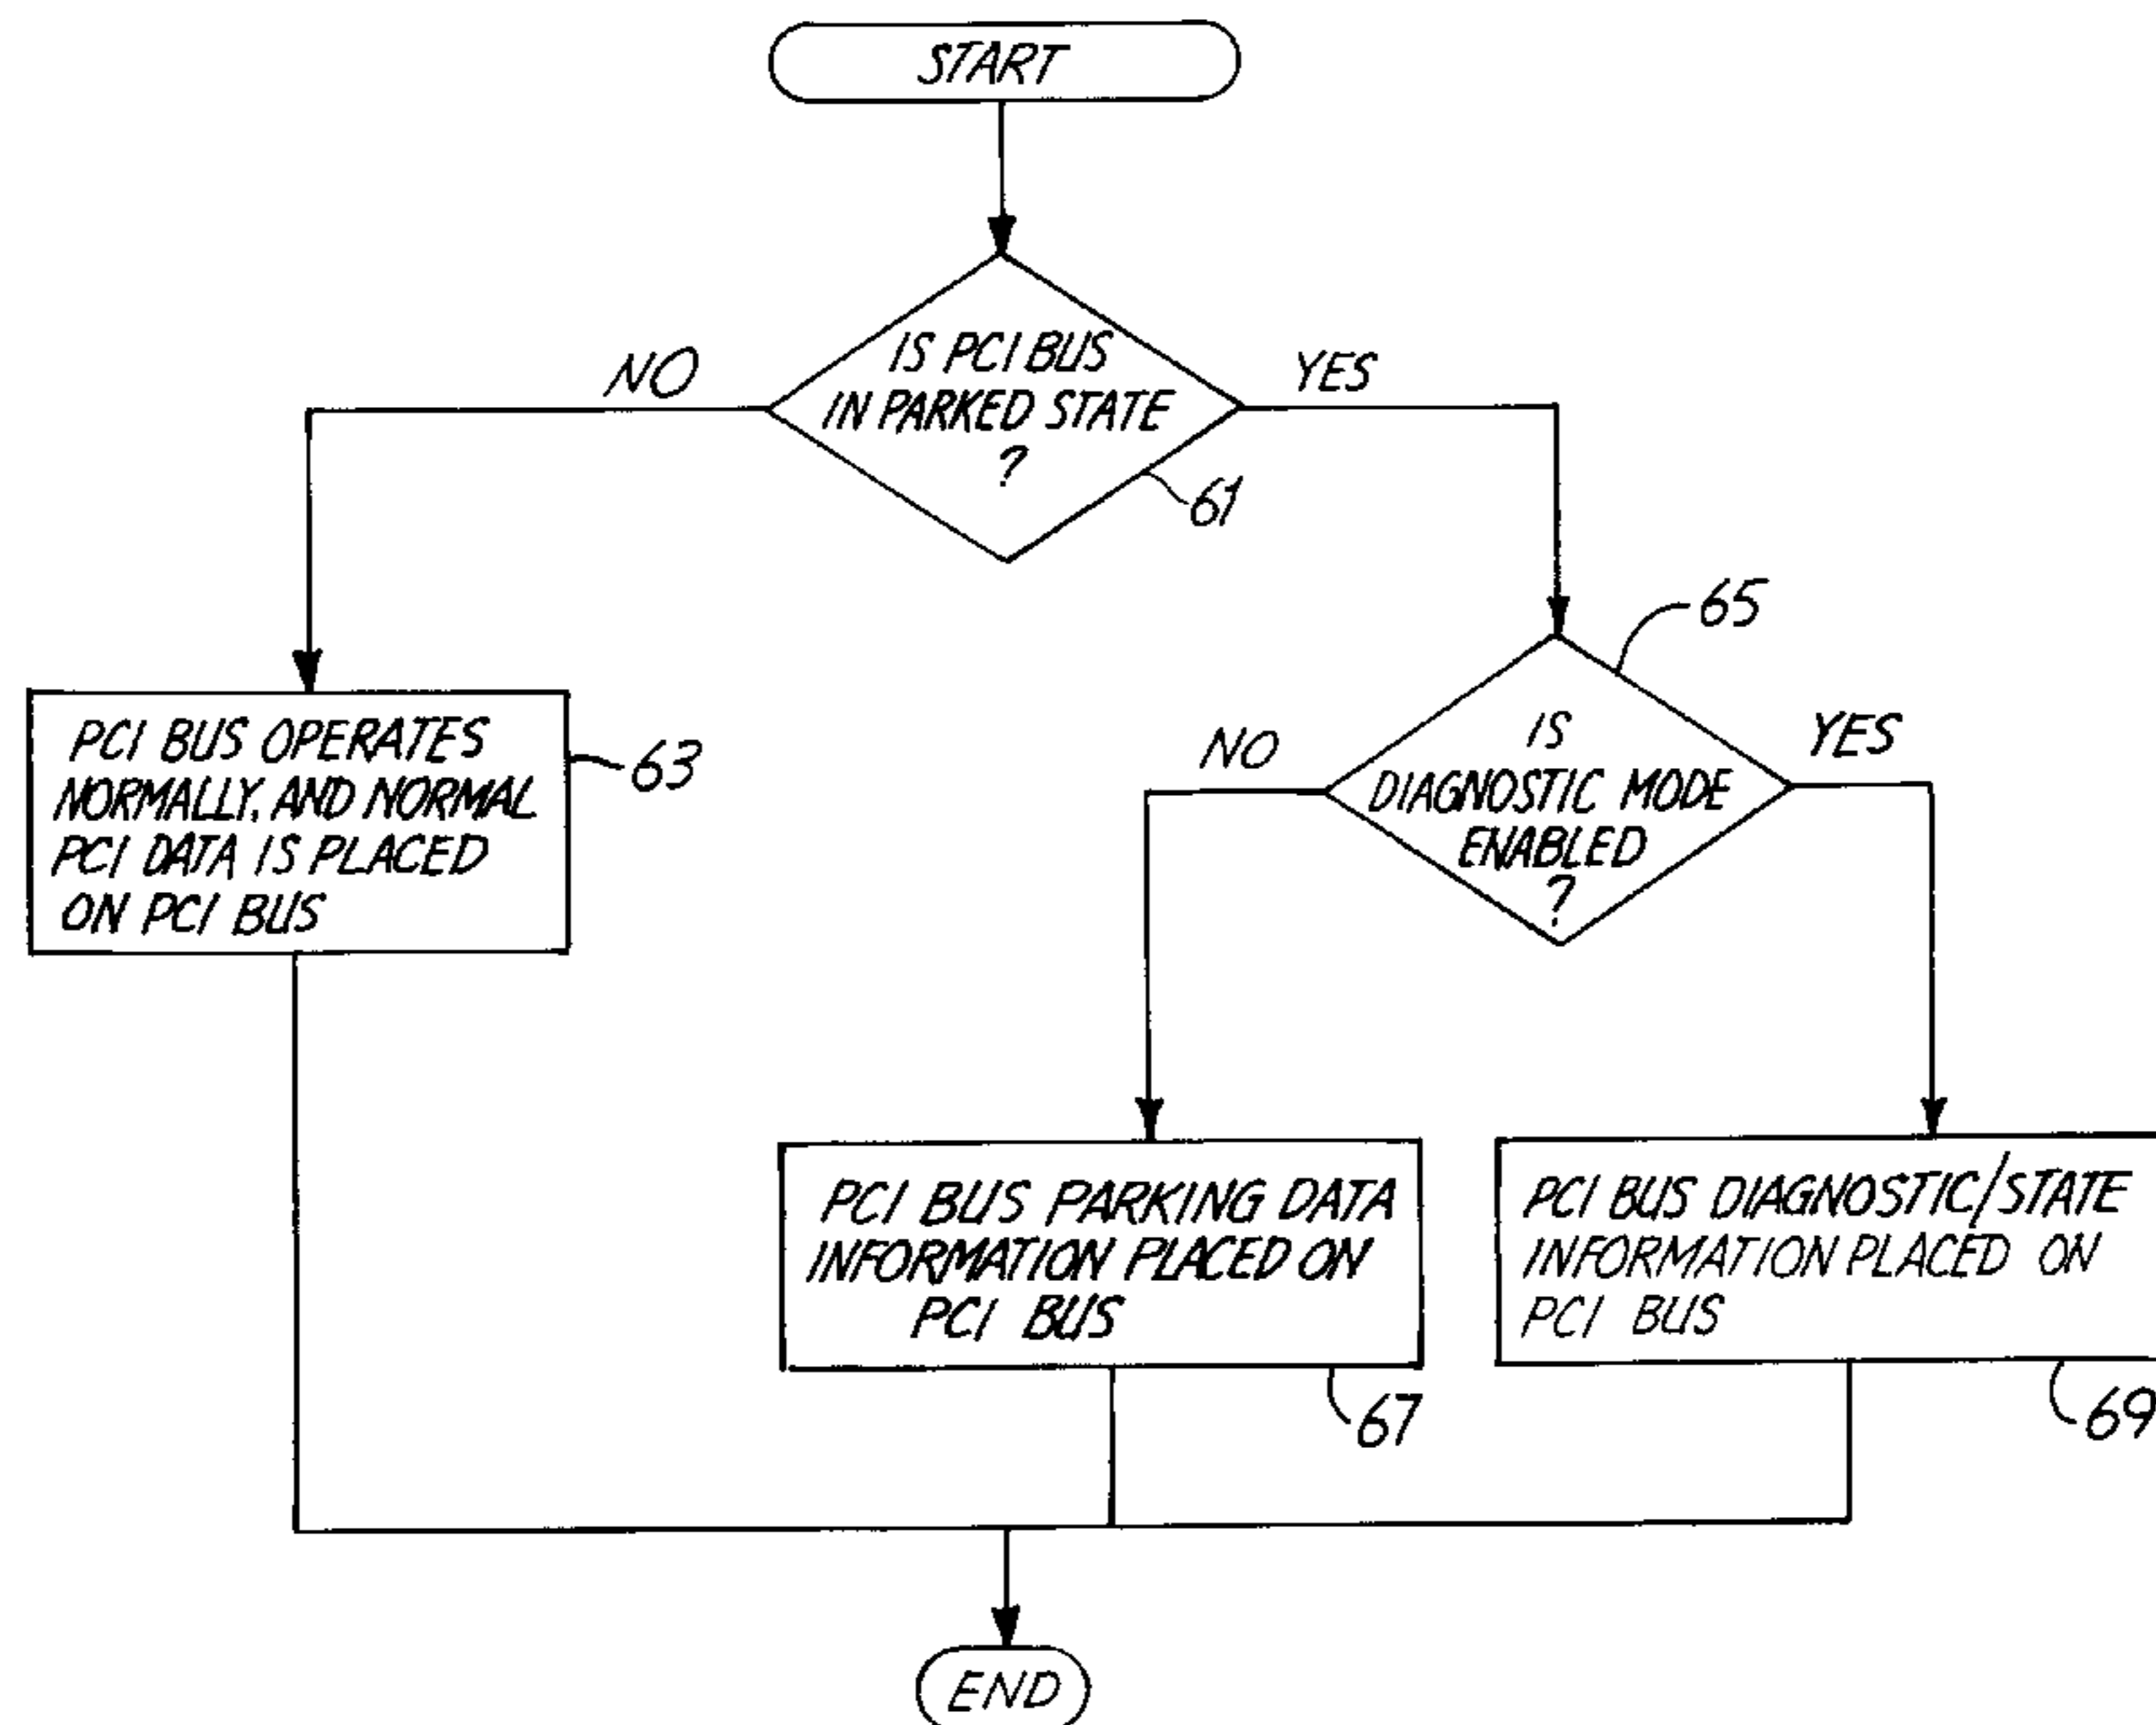 START
IS PCI BUS
IN PARKED STATE
?
61
NO
YES
65
PCI BUS OPERATES
NORMALLY, AND NORMAL
PCI DATA IS PLACED
ON PCI BUS
63
IS
DIAGNOSTIC MODE
ENABLED
?
NO
YES
PCI BUS PARKING DATA
INFORMATION PLACED ON
PCI BUS
67
PCI BUS DIAGNOSTIC/STATE
INFORMATION PLACED ON
PCI BUS
69
END